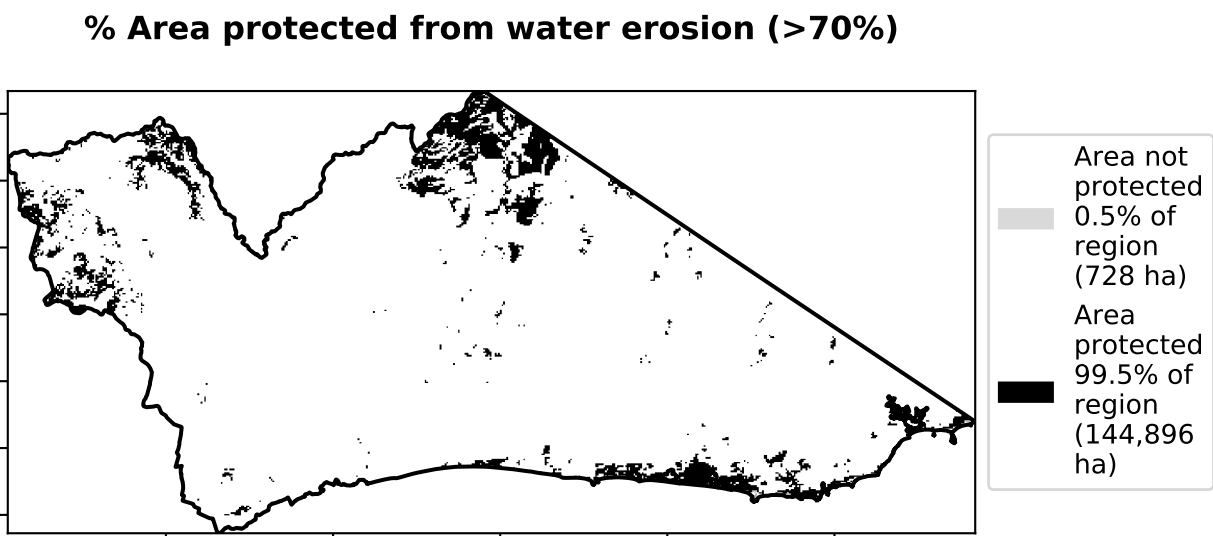 % Area protected from water erosion (>70%)
Area not
protected
0.5% of
region
(728 ha)
Area
protected
99.5% of
region
(144,896
ha)